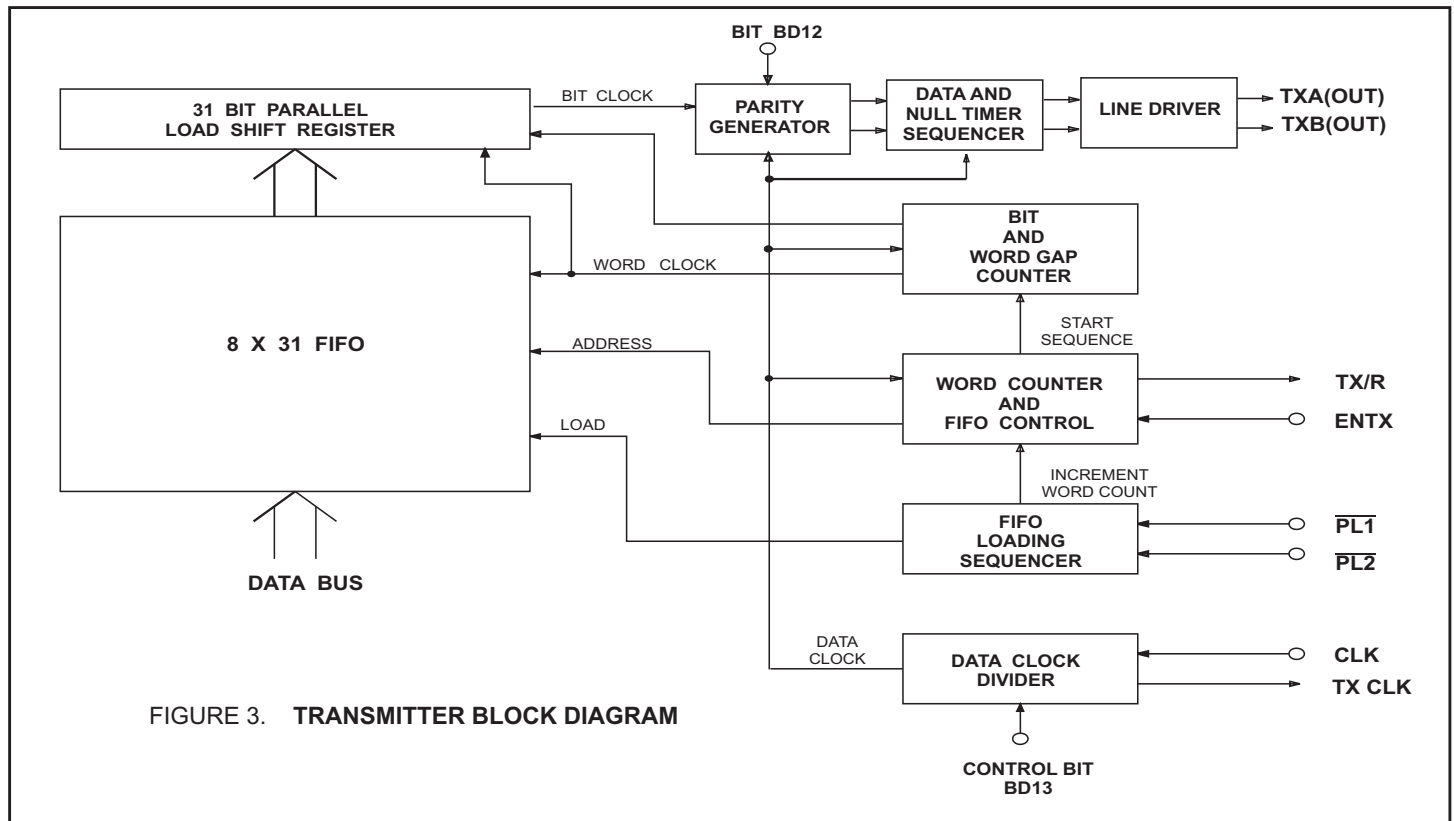 BIT BD12
31 BIT PARALLEL
LOAD SHIFT REGISTER
BIT CLOCK
PARITY
GENERATOR
DATA AND
NULL TIMER
SEQUENCER
LINE DRIVER
TXA(OUT)
TXB(OUT)
BIT
AND
WORD GAP
COUNTER
WORD CLOCK
8 X 31 FIFO
START
SEQUENCE
ADDRESS
WORD COUNTER
AND
FIFO CONTROL
TX/R
ENTX
LOAD
INCREMENT
WORD COUNT
FIFO
LOADING
SEQUENCER
PL1
PL2
DATA BUS
DATA
CLOCK
DATA CLOCK
DIVIDER
CLK
TX CLK
FIGURE 3. TRANSMITTER BLOCK DIAGRAM
CONTROL BIT
BD13